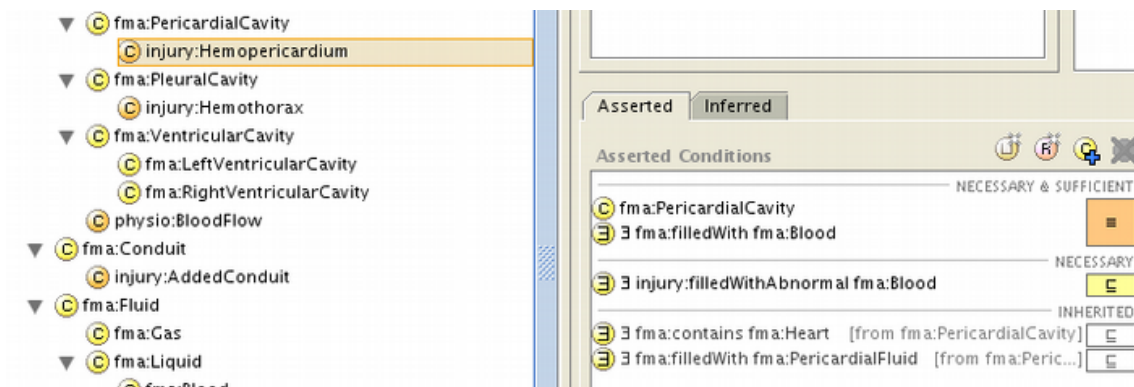 fma:PericardialCavity
injury:Hemopericardium
fma:PleuralCavity
injury:Hemothorax
fma:VentricularCavity
fma:LeftVentricularCavity
fma:RightVentricularCavity
physio:BloodFlow
fma:Conduit
injury:AddedConduit
fma:Fluid
fma:Gas
fma:Liquid
fma:Blood
Asserted Inferred
Asserted Conditions
NECESSARY & SUFFICIENT
fma:PericardialCavity
∃ fma:filledWith fma:Blood
≡
NECESSARY
∃ injury:filledWithAbnormal fma:Blood ⊑
INHERITED
∃ fma:contains fma:Heart [from fma:PericardialCavity] ⊑
∃ fma:filledWith fma:PericardialFluid [from fma:Peric...] ⊑